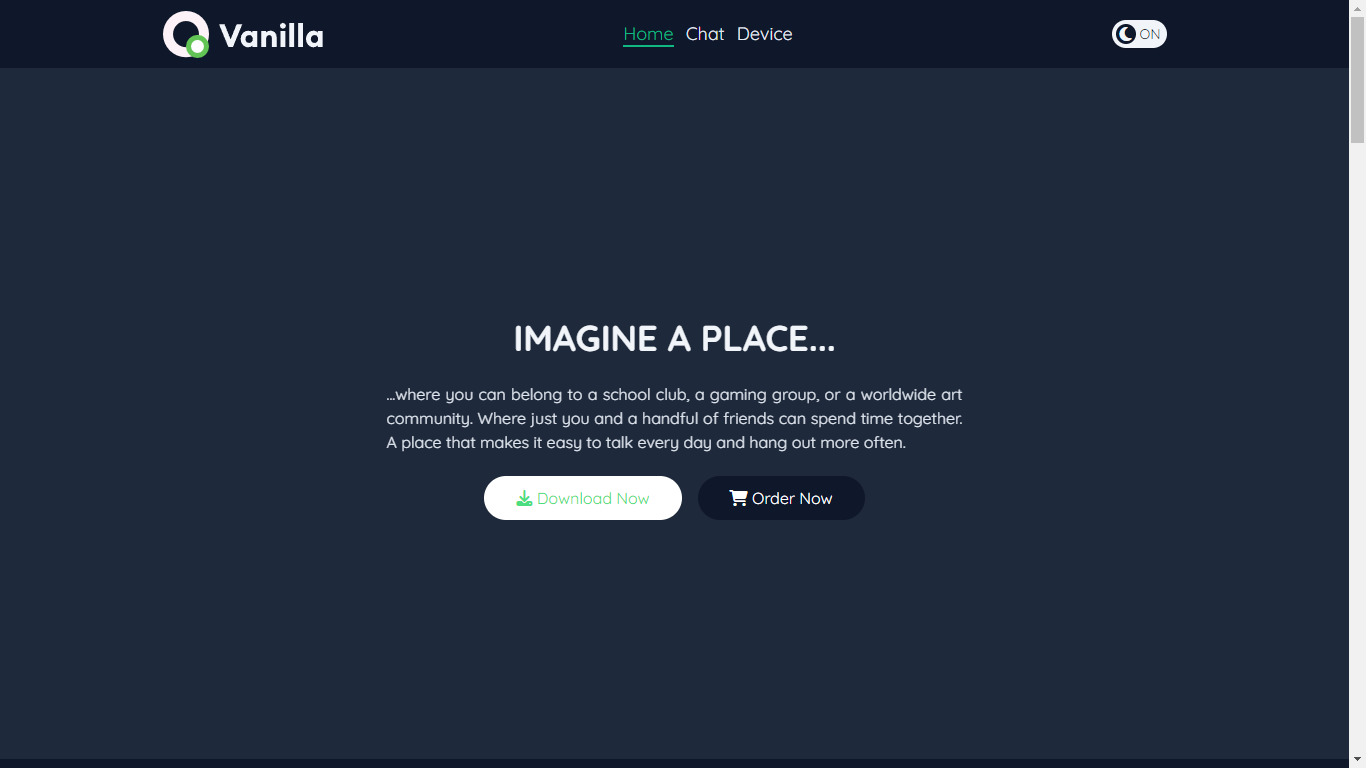 Vanilla
Home Chat Device
ON
IMAGINE A PLACE...
...where you can belong to a school club, a gaming group, or a worldwide art
community. Where just you and a handful of friends can spend time together.
A place that makes it easy to talk every day and hang out more often.
Download Now
Order Now